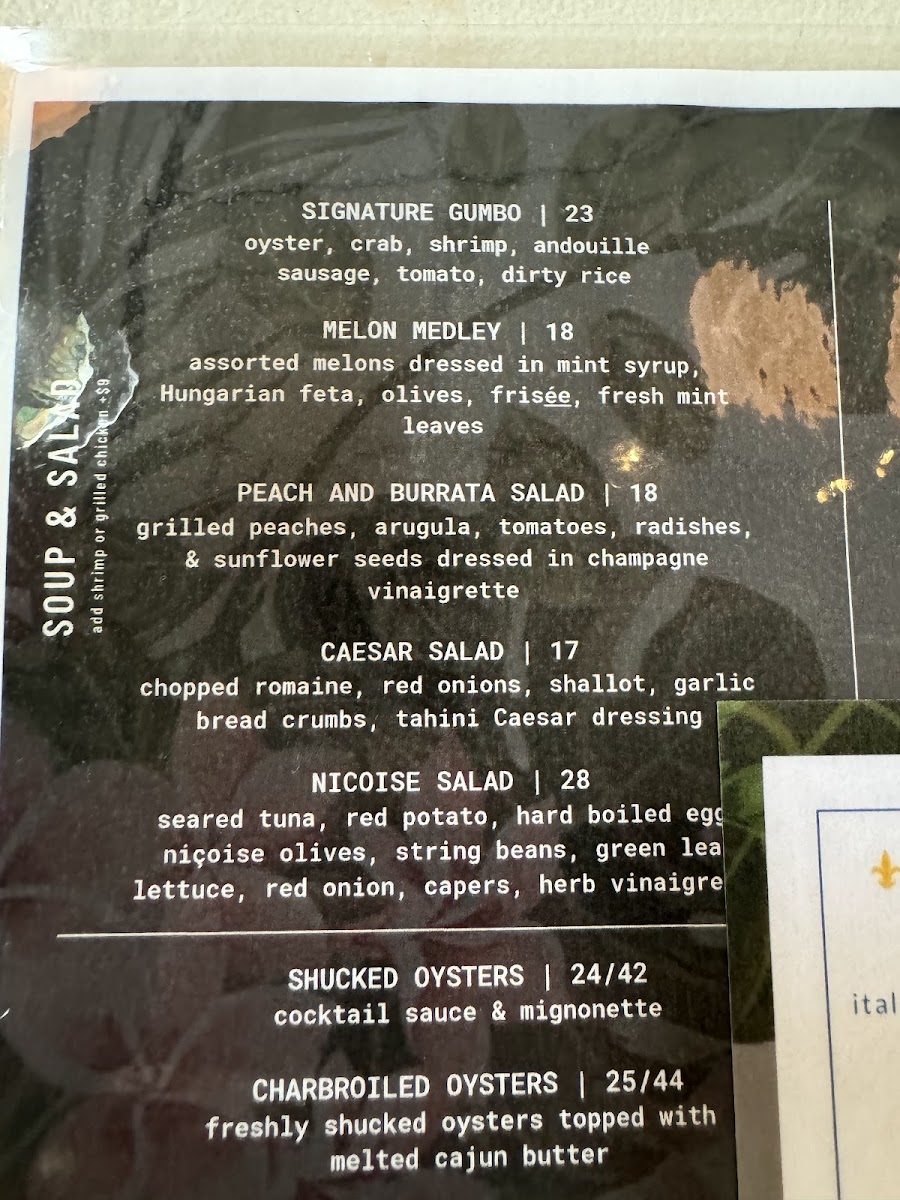 SOUP & SALAD
add shrimp or grilled chicken +$9
SIGNATURE GUMBO | 23
oyster, crab, shrimp, andouille
sausage, tomato, dirty rice
MELON MEDLEY | 18
assorted melons dressed in mint syrup,
Hungarian feta, olives, frisée, fresh mint
leaves
PEACH AND BURRATA SALAD | 18
grilled peaches, arugula, tomatoes, radishes,
& sunflower seeds dressed in champagne
vinaigrette
CAESAR SALAD | 17
chopped romaine, red onions, shallot, garlic
bread crumbs, tahini Caesar dressing
NICOISE SALAD | 28
seared tuna, red potato, hard boiled egg
niçoise olives, string beans, green lea
lettuce, red onion, capers, herb vinaigre
SHUCKED OYSTERS | 24/42
cocktail sauce & mignonette
CHARBROILED OYSTERS | 25/44
freshly shucked oysters topped with
melted cajun butter
ital